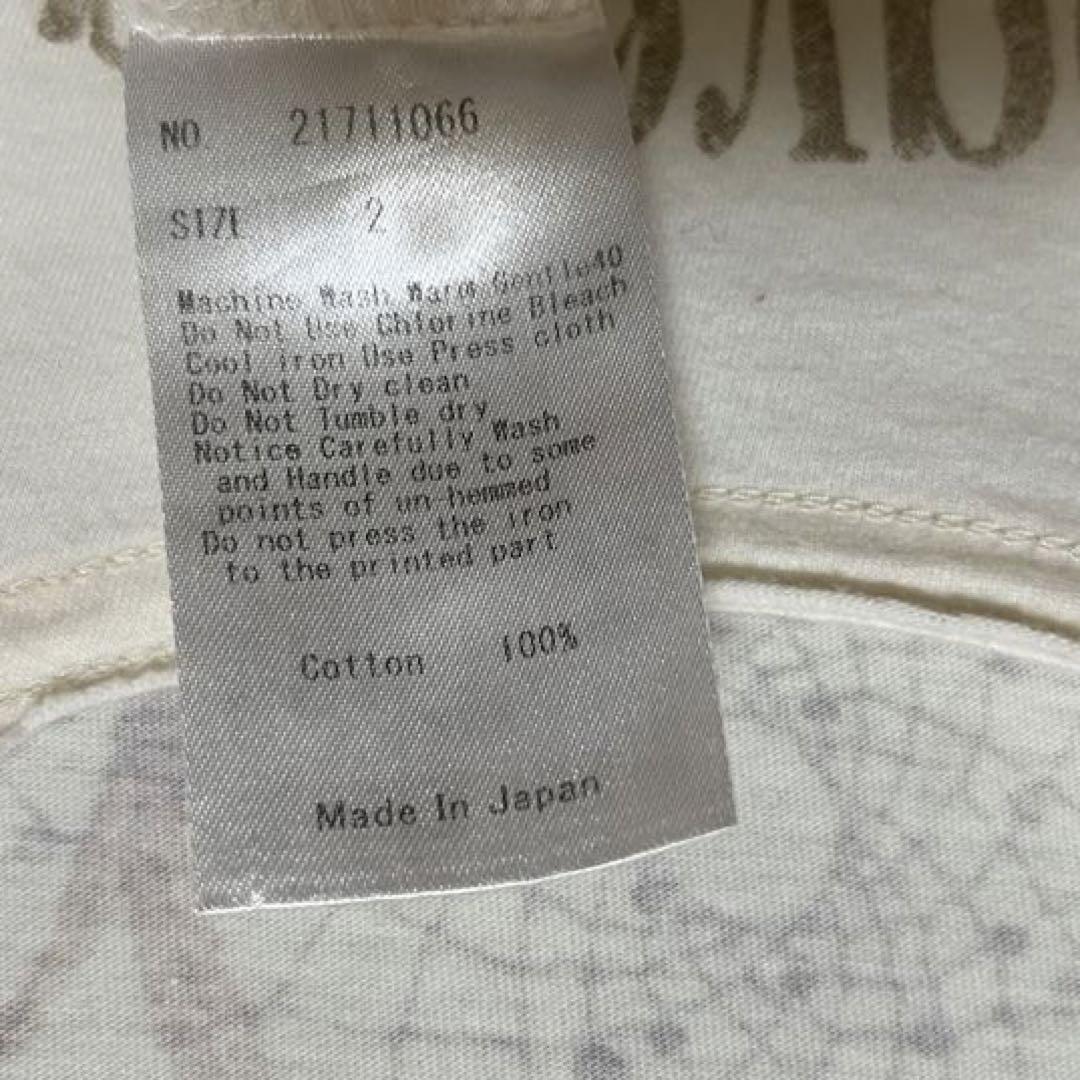 NO 21711066
SIZE 2
Machine Wash Warm Gentle40
Do Not Use Chlorine Bleach
Cool iron Use Press cloth
Do Not Dry clean
Do Not Tumble dry
Notice Carefully Wash
and Handle due to some
points of un-hemmed
Do not press the iron
to the printed part
Cotton 100%
Made In Japan